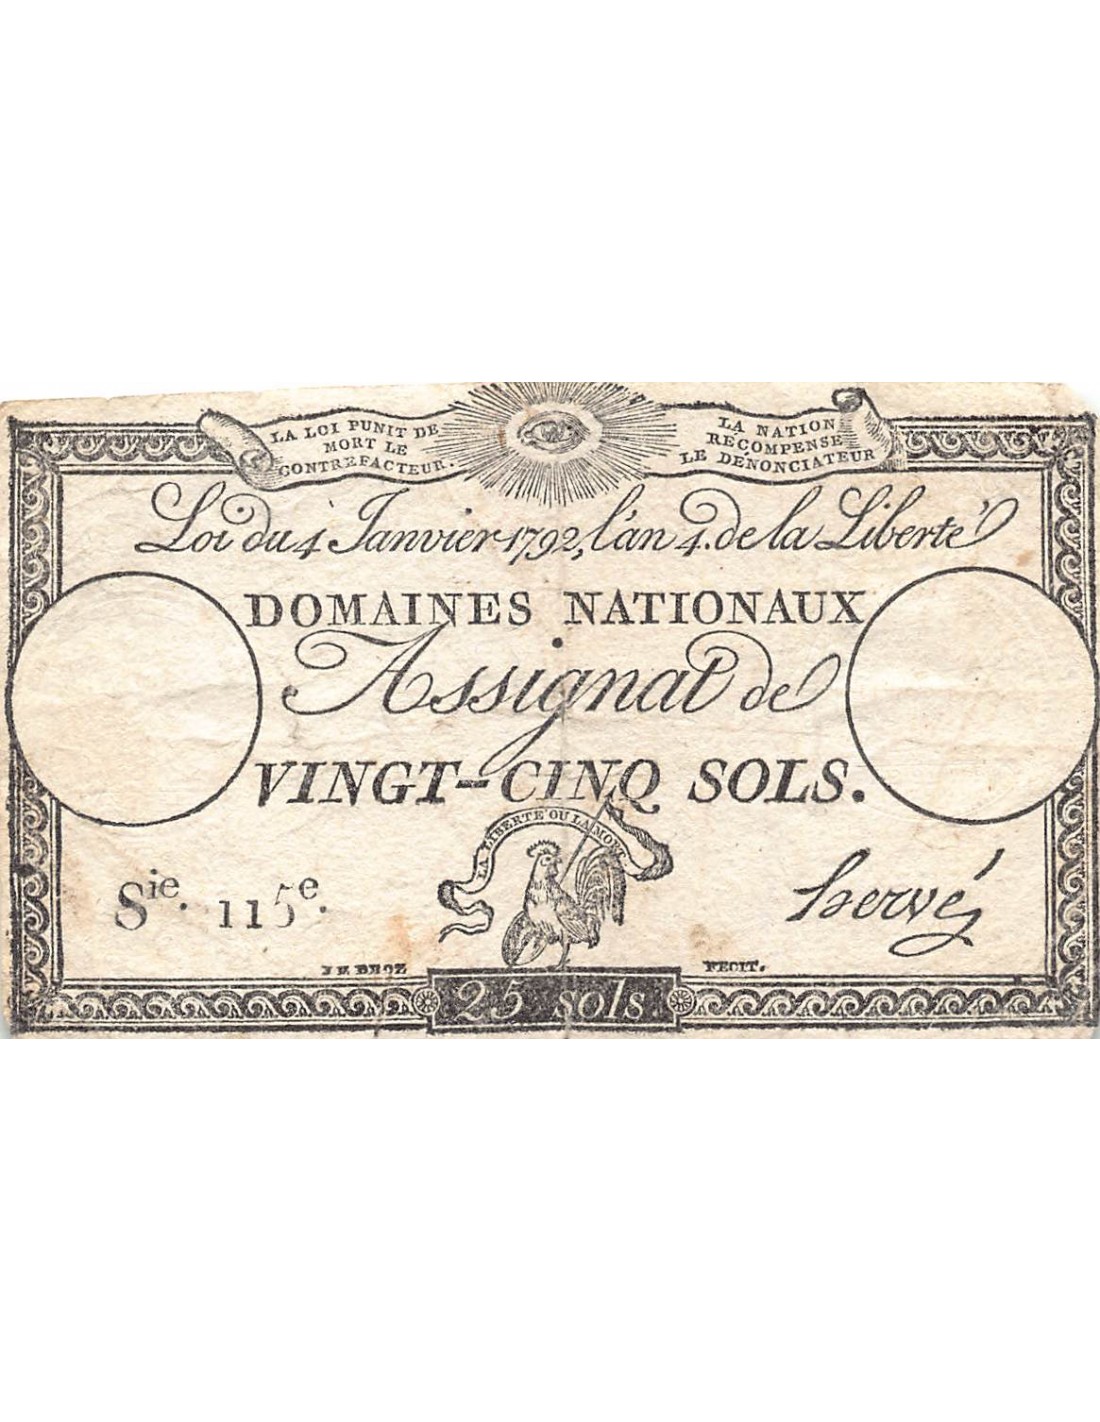 LA LOI PUNIT DE
MORT LE
CONTREFACTEUR.
LA NATION
RECOMPENSE
LE DÉNONCIATEUR
Loi du 4 Janvier 1792, l'an 4. de la Liberté
DOMAINES NATIONAUX
Assignat de
VINGT-CINQ SOLS.
LA LIBERTÉ OU LA MORT
Sie. 115e.
hervé
FECIT.
25 sols.